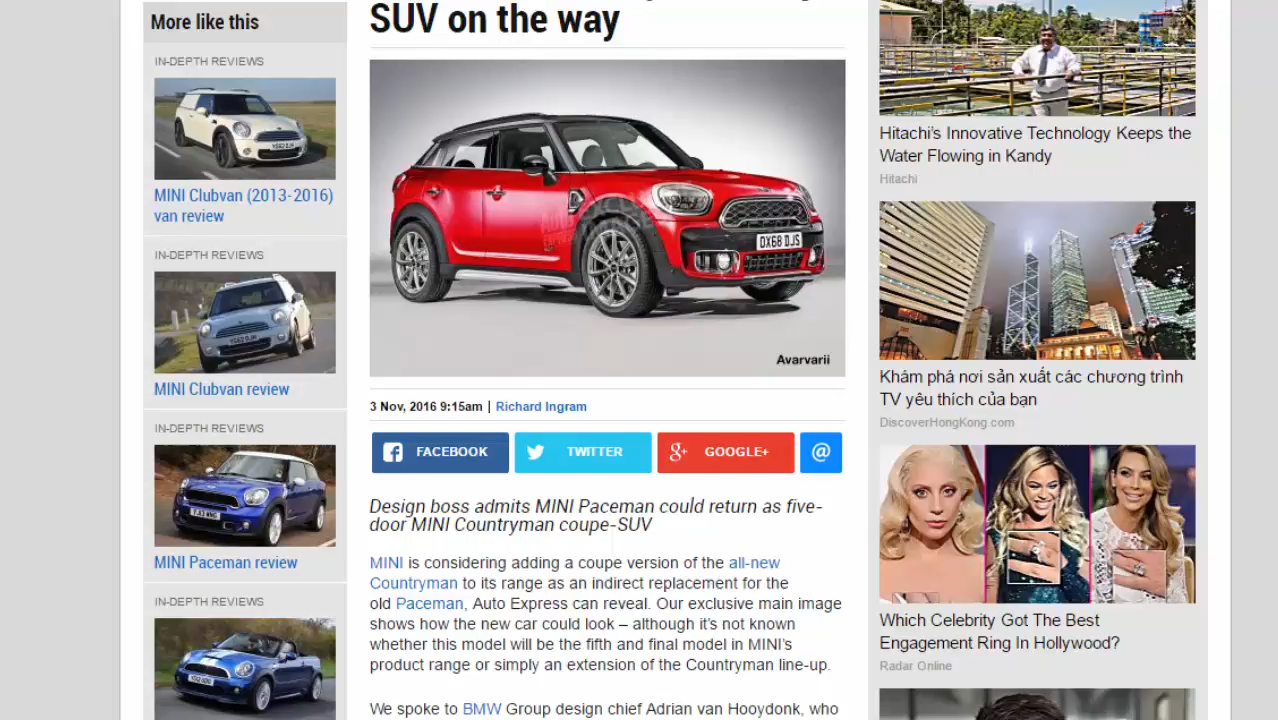 More like this
IN-DEPTH REVIEWS
MINI Clubvan (2013-2016)
van review
IN-DEPTH REVIEWS
MINI Clubvan review
IN-DEPTH REVIEWS
MINI Paceman review
IN-DEPTH REVIEWS
SUV on the way
DX68 DJS
Avarvarii
3 Nov, 2016 9:15am | Richard Ingram
FACEBOOK
TWITTER
GOOGLE+
@
Design boss admits MINI Paceman could return as five-
door MINI Countryman coupe-SUV
MINI is considering adding a coupe version of the all-new
Countryman to its range as an indirect replacement for the
old Paceman, Auto Express can reveal. Our exclusive main image
shows how the new car could look – although it's not known
whether this model will be the fifth and final model in MINI's
product range or simply an extension of the Countryman line-up.
We spoke to BMW Group design chief Adrian van Hooydonk, who
Hitachi's Innovative Technology Keeps the
Water Flowing in Kandy
Hitachi
Khám phá nơi sản xuất các chương trình
TV yêu thích của bạn
DiscoverHongKong.com
Which Celebrity Got The Best
Engagement Ring In Hollywood?
Radar Online